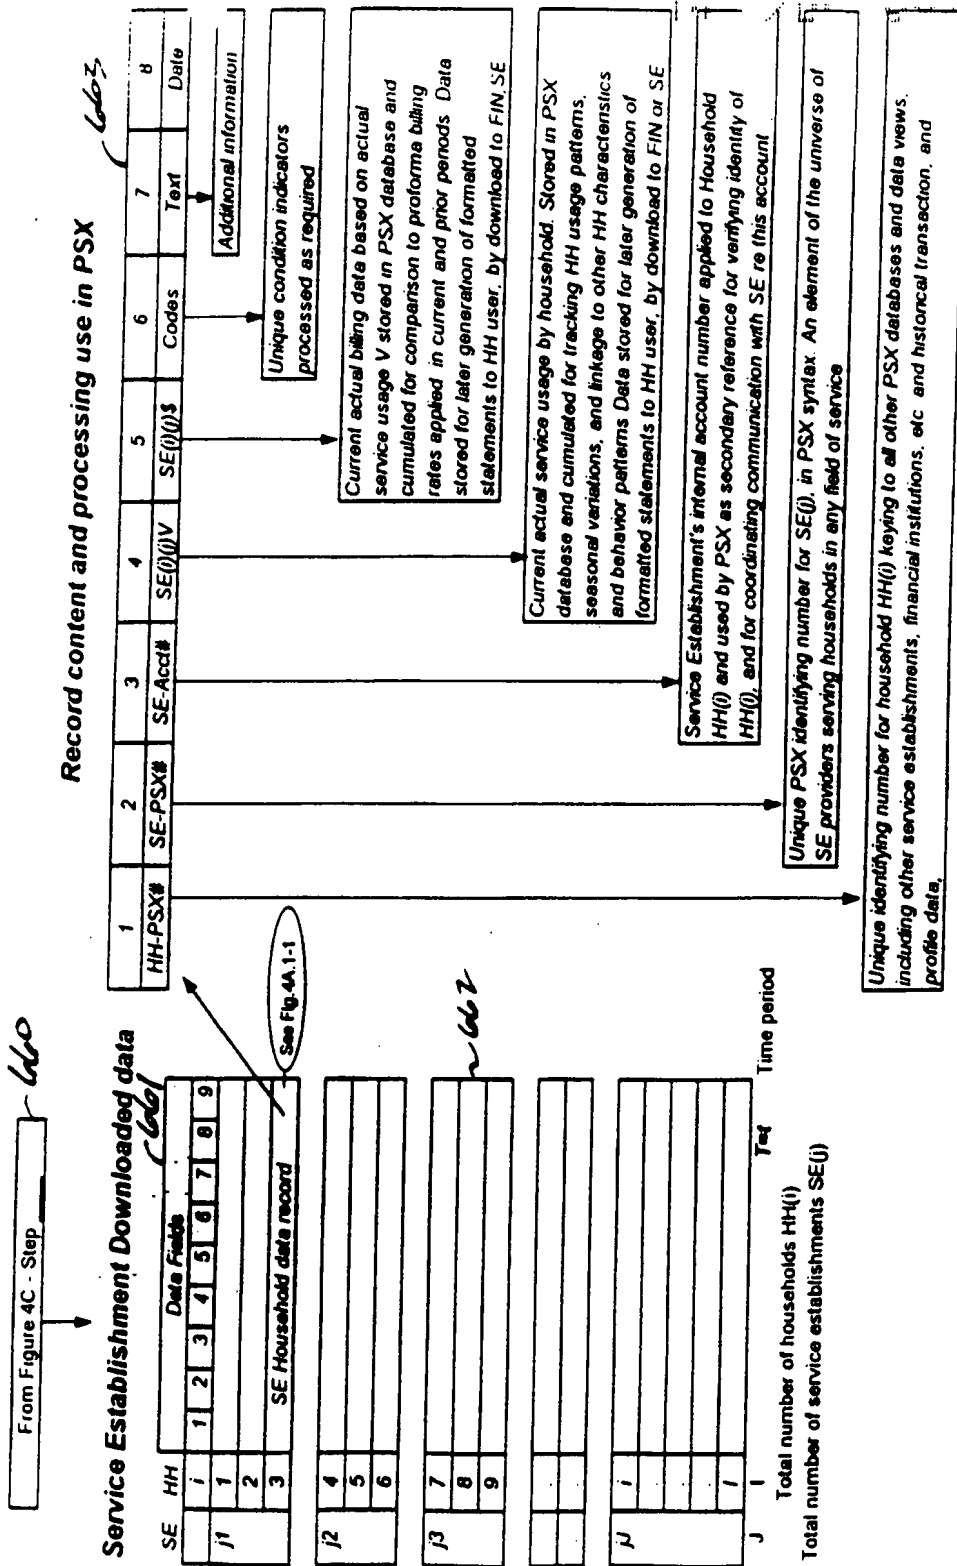 From Figure 4C - Step
660
Service Establishment Downloaded data
661
SE HH Data Fields
i 1 2 3 4 5 6 7 8 9
j1 1
2
3 SE Household data record
See Fig.4A.1-1
j2 4
5
6
j3 7
8
9
662
jJ i
I
J I
Time period
Total number of households HH(i)
Total number of service establishments SE(j)
Record content and processing use in PSX
663
1 2 3 4 5 6 7 8
HH-PSX# SE-PSX# SE-Acct# SE(i)(j)V SE(i)(j)$ Codes Text Date
Additional information
Unique condition indicators
processed as required
Current actual billing data based on actual
service usage V stored in PSX database and
cumulated for comparison to proforma billing
rates applied in current and prior periods Data
stored for later generation of formatted
statements to HH user, by download to FIN, SE
Current actual service usage by household. Stored in PSX
database and cumulated for tracking HH usage patterns,
seasonal variations, and linkage to other HH characteristics
and behavior patterns Data stored for later generation of
formatted statements to HH user, by download to FIN or SE
Service Establishment's internal account number applied to Household
HH(i) and used by PSX as secondary reference for verifying identity of
HH(i), and for coordinating communication with SE re this account
Unique PSX identifying number for SE(j), in PSX syntax. An element of the universe of
SE providers serving households in any field of service
Unique identifying number for household HH(i) keying to all other PSX databases and data views.
including other service establishments, financial institutions, etc and historical transaction, and
profile data,